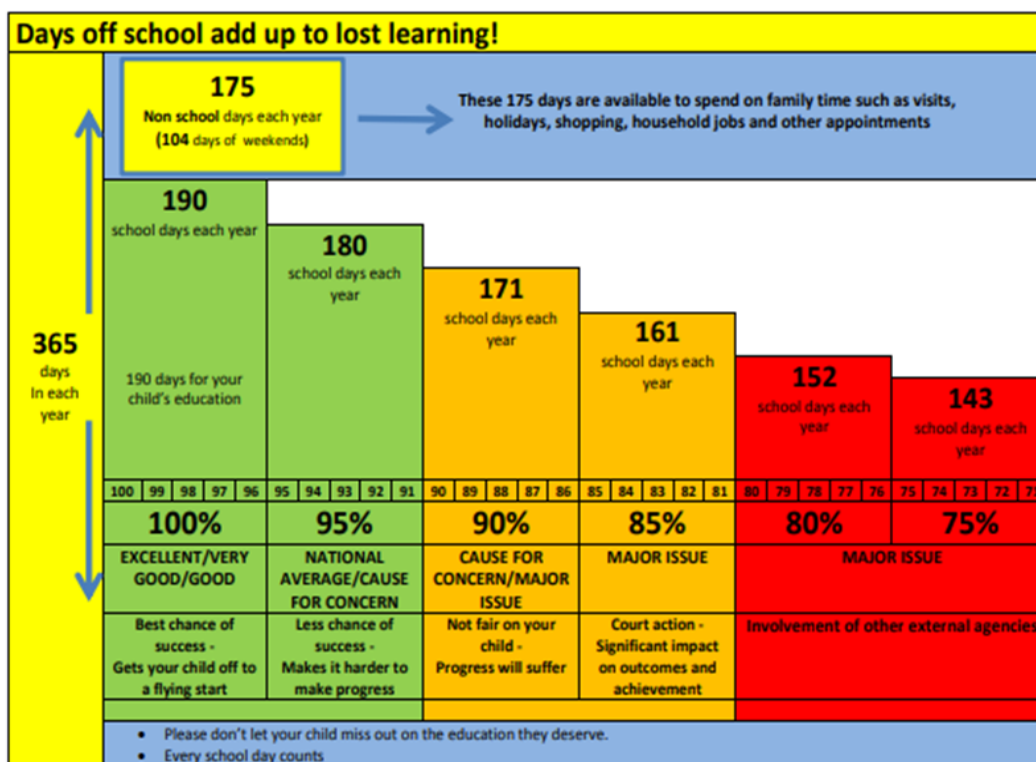 Days off school add up to lost learning!
175
Non school days each year
(104 days of weekends)
These 175 days are available to spend on family time such as visits,
holidays, shopping, household jobs and other appointments
365
days
In each
year
190
school days each year
190 days for your
child's education
180
school days each
year
171
school days each
year
161
school days each
year
152
school days each
year
143
school days each
year
100 99 98 97 96 95 94 93 92 91 90 89 88 87 86 85 84 83 82 81 80 79 78 77 76 75 74 73 72
100% 95% 90% 85% 80% 75%
EXCELLENT/VERY
GOOD/GOOD
NATIONAL
AVERAGE/CAUSE
FOR CONCERN
CAUSE FOR
CONCERN/MAJOR
ISSUE
MAJOR ISSUE
MAJOR ISSUE
Best chance of
success -
Gets your child off to
a flying start
Less chance of
success -
Makes it harder to
make progress
Not fair on your
child -
Progress will suffer
Court action -
Significant impact
on outcomes and
achievement
Involvement of other external agencies
• Please don't let your child miss out on the education they deserve.
• Every school day counts